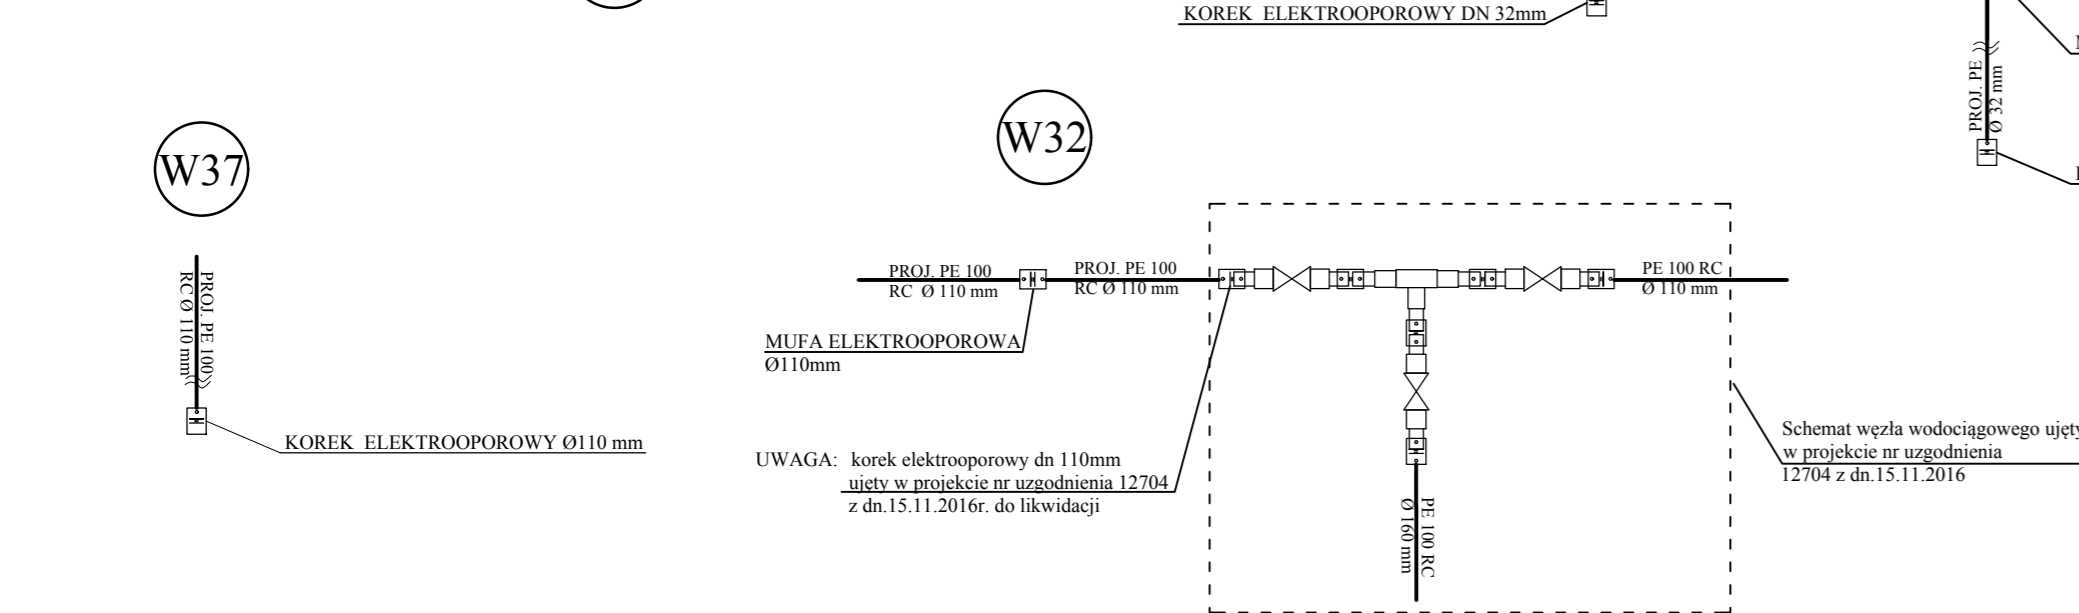 KOREK ELEKTROOPOROWY DN 32mm
PROJ. PE
Ø 32 mm
W37
W32
PROJ. PE 100
RC Ø 110 mm
KOREK ELEKTROOPOROWY Ø110 mm
PROJ. PE 100
RC Ø 110 mm
PROJ. PE 100
RC Ø 110 mm
PE 100 RC
Ø 110 mm
MUFA ELEKTROOPOROWA
Ø110mm
UWAGA: korek elektrooporowy dn 110mm
ujęty w projekcie nr uzgodnienia 12704
z dn.15.11.2016r. do likwidacji
PE 100 RC
Ø 160 mm
Schemat węzła wodociągowego ujęty
w projekcie nr uzgodnienia
12704 z dn.15.11.2016